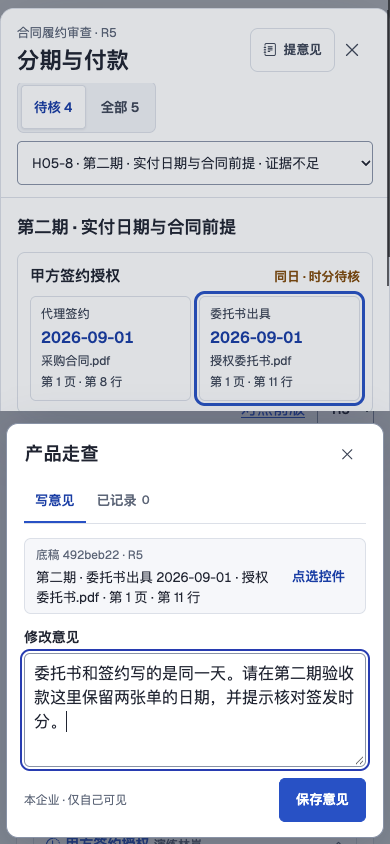 合同履约审查 · R5
分期与付款
提意见
待核 4
全部 5
H05-8 · 第二期 · 实付日期与合同前提 · 证据不足
第二期 · 实付日期与合同前提
甲方签约授权
同日 · 时分待核
代理签约
2026-09-01
采购合同.pdf
第 1 页 · 第 8 行
委托书出具
2026-09-01
授权委托书.pdf
第 1 页 · 第 11 行
产品走查
写意见
已记录 0
底稿 492beb22 · R5
第二期 · 委托书出具 2026-09-01 · 授权
委托书.pdf · 第 1 页 · 第 11 行
点选控件
修改意见
委托书和签约写的是同一天。请在第二期验收
款这里保留两张单的日期，并提示核对签发时
分。
本企业 · 仅自己可见
保存意见
甲方签约授权